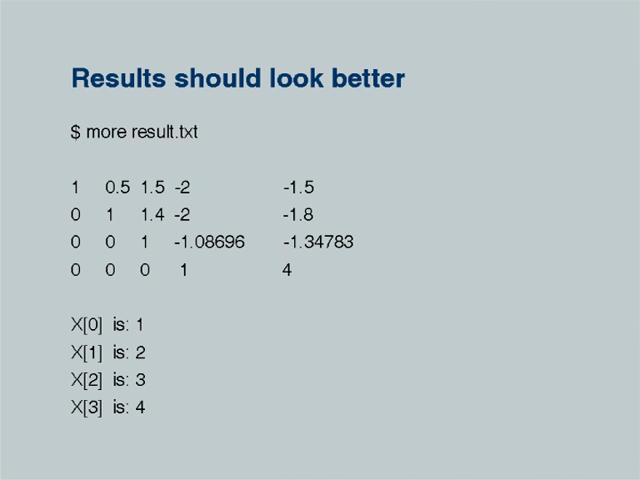 Results should look better
$ more result.txt
1 0.5 1.5 -2 -1.5
0 1 1.4 -2 -1.8
0 0 1 -1.08696 -1.34783
0 0 0 1 4
X[0] is: 1
X[1] is: 2
X[2] is: 3
X[3] is: 4